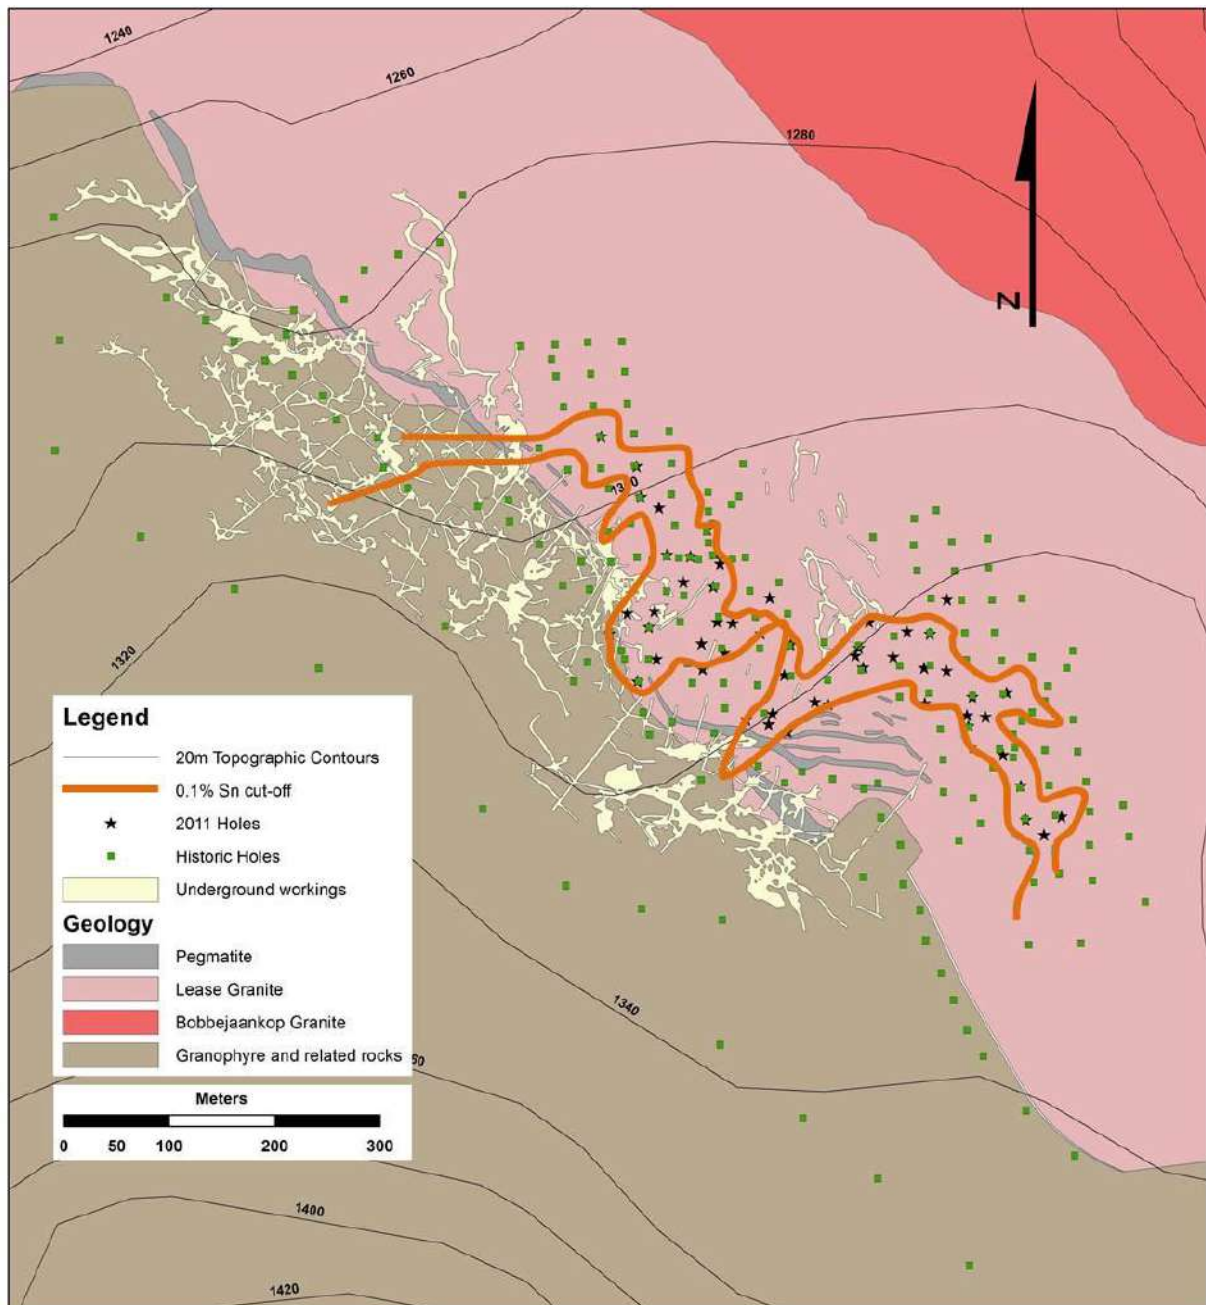 1240
1260
1280
N
1300
1320
Legend
20m Topographic Contours
0.1% Sn cut-off
2011 Holes
Historic Holes
Underground workings
Geology
Pegmatite
Lease Granite
Bobbejaankop Granite
Granophyre and related rocks
60
1340
Meters
0 50 100 200 300
1400
1420